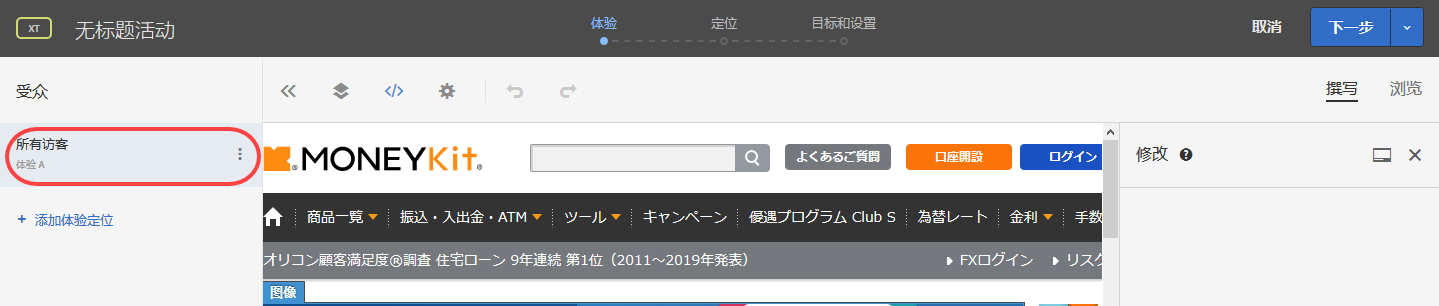 XT 无标题活动 体验 定位 目标和设置 取消 下一步
受众 </> 撰写 浏览
所有访客
体验 A
MONEYKit よくあるご質問 口座開設 ログイン 修改
+ 添加体验定位
商品一覧 振込・入出金・ATM ツール キャンペーン 優遇プログラム Club S 為替レート 金利 手数
オリコン顧客満足度®調査 住宅ローン 9年連続 第1位（2011～2019年発表） FXログイン リスク
图像